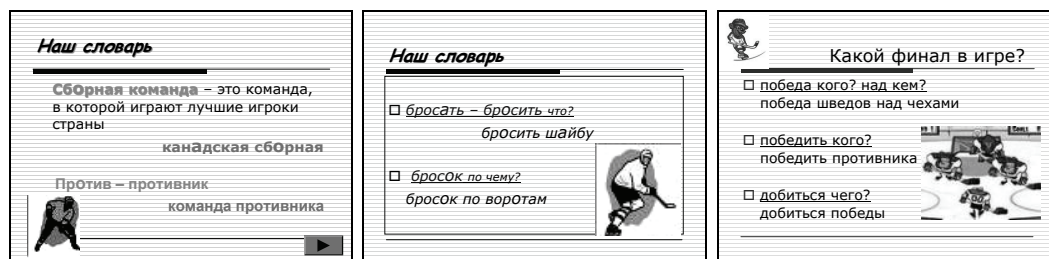 Наш словарь
Сборная команда – это команда,
в которой играют лучшие игроки
страны
канадская сборная
Против – противник
команда противника
Наш словарь
бросать – бросить что?
бросить шайбу
бросок по чему?
бросок по воротам
Какой финал в игре?
победа кого? над кем?
победа шведов над чехами
победить кого?
победить противника
добиться чего?
добиться победы